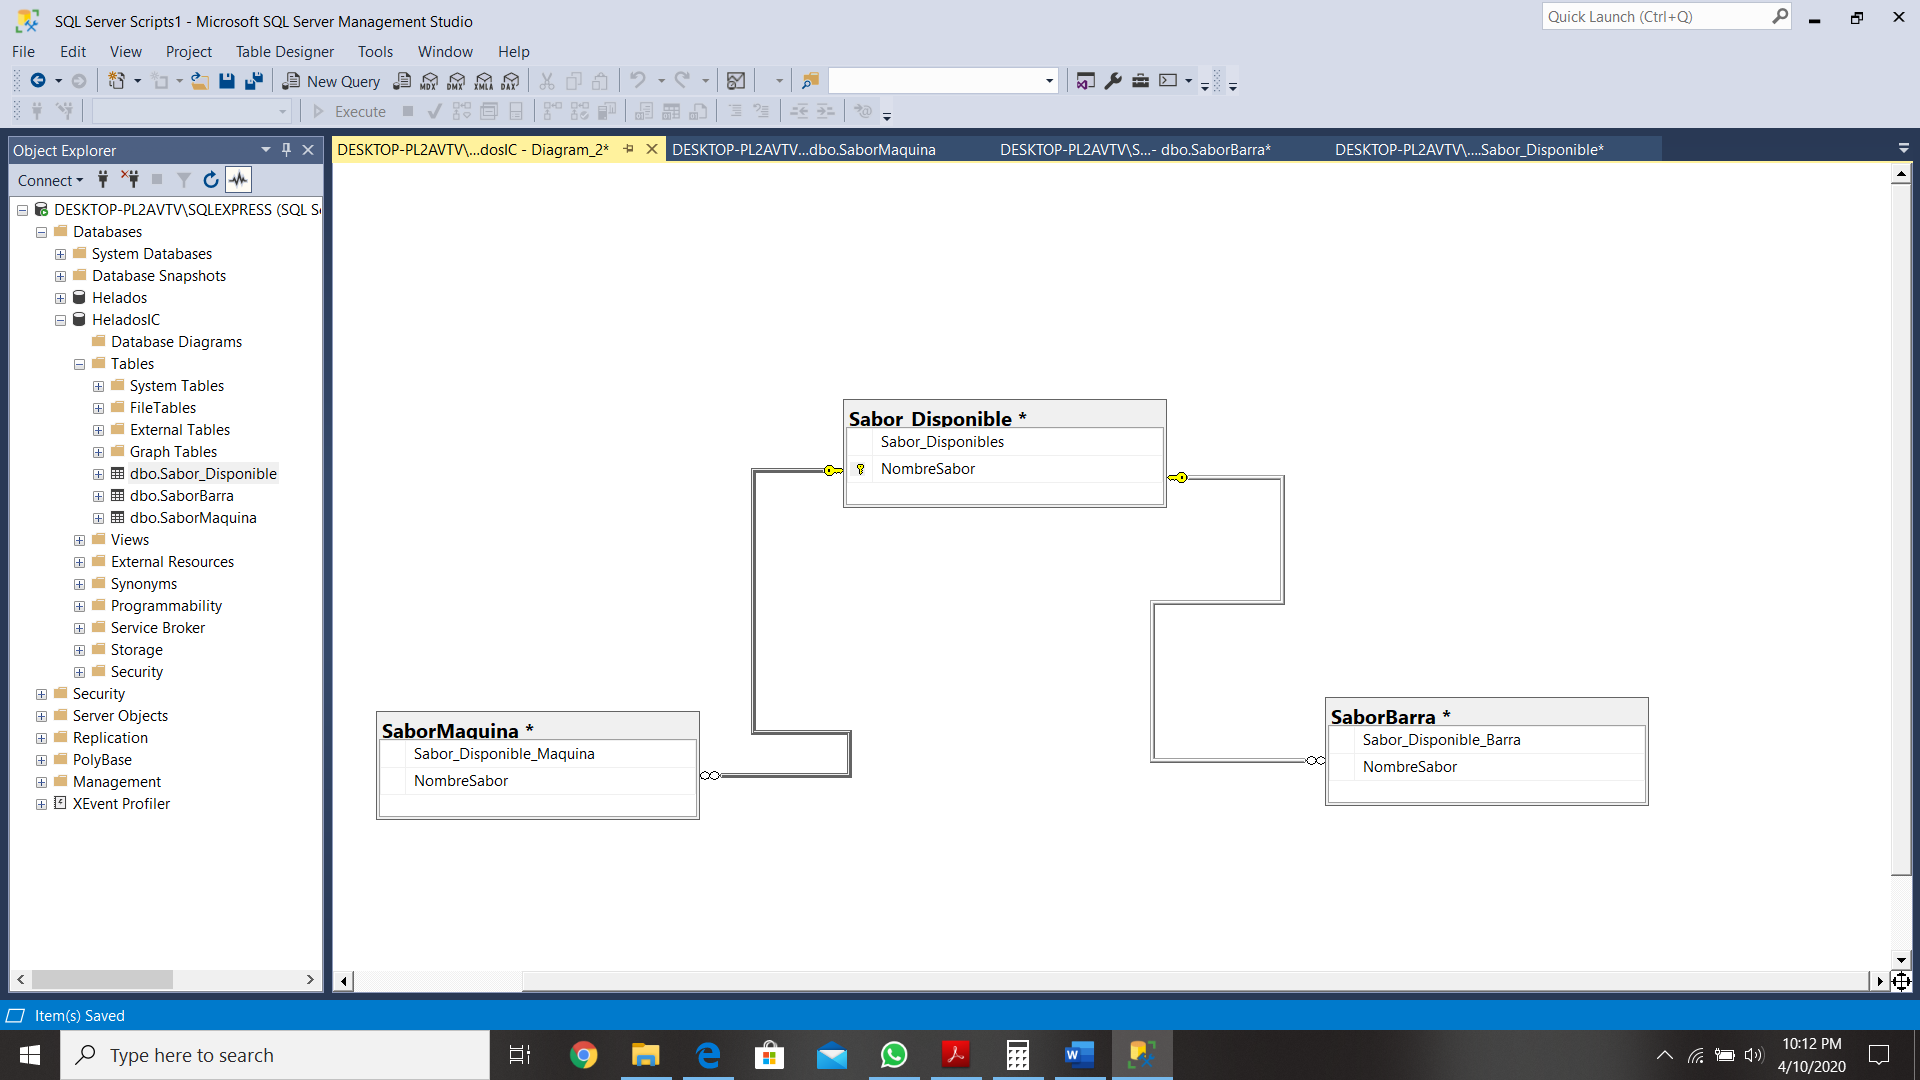 SQL Server Scripts1 - Microsoft SQL Server Management Studio
Quick Launch (Ctrl+Q)
File Edit View Project Table Designer Tools Window Help
New Query MDX DMX XMLA DAX
Execute
Object Explorer
DESKTOP-PL2AVTV\...dosIC - Diagram_2*
DESKTOP-PL2AVTV...dbo.SaborMaquina
DESKTOP-PL2AVTV\S...- dbo.SaborBarra*
DESKTOP-PL2AVTV\....Sabor_Disponible*
Connect
DESKTOP-PL2AVTV\SQLEXPRESS (SQL S
Databases
System Databases
Database Snapshots
Helados
HeladosIC
Database Diagrams
Tables
System Tables
FileTables
External Tables
Graph Tables
dbo.Sabor_Disponible
dbo.SaborBarra
dbo.SaborMaquina
Views
External Resources
Synonyms
Programmability
Service Broker
Storage
Security
Security
Server Objects
Replication
PolyBase
Management
XEvent Profiler
Sabor_Disponible *
Sabor_Disponibles
NombreSabor
SaborMaquina *
Sabor_Disponible_Maquina
NombreSabor
SaborBarra *
Sabor_Disponible_Barra
NombreSabor
Item(s) Saved
Type here to search
10:12 PM
4/10/2020